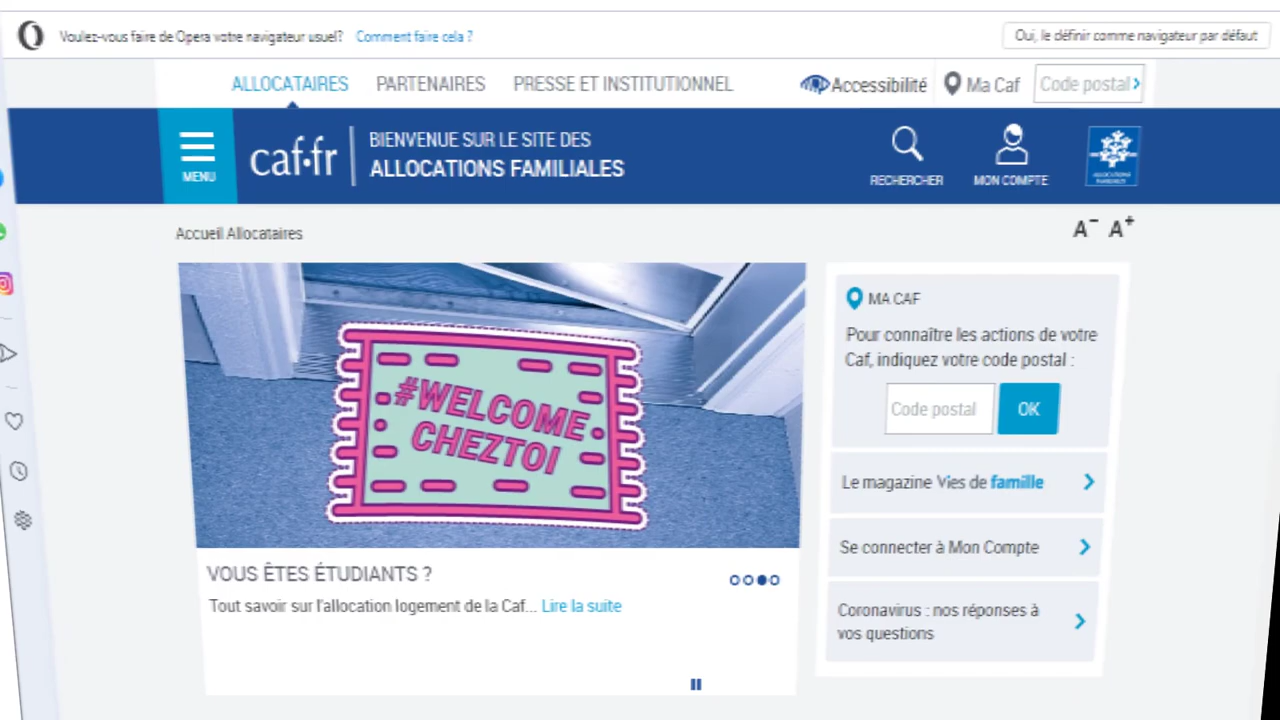 Voulez-vous faire de Opera votre navigateur usuel? Comment faire cela ? Oui, le définir comme navigateur par défaut
ALLOCATAIRES PARTENAIRES PRESSE ET INSTITUTIONNEL Accessibilité Ma Caf Code postal
MENU caf.fr BIENVENUE SUR LE SITE DES
ALLOCATIONS FAMILIALES
RECHERCHER MON COMPTE ALLOCATIONS
FAMILIALES
Accueil Allocataires A- A+
#WELCOME
CHEZTOI
VOUS ÊTES ÉTUDIANTS ?
Tout savoir sur l'allocation logement de la Caf... Lire la suite
MA CAF
Pour connaître les actions de votre
Caf, indiquez votre code postal :
Code postal OK
Le magazine Vies de famille
Se connecter à Mon Compte
Coronavirus : nos réponses à
vos questions